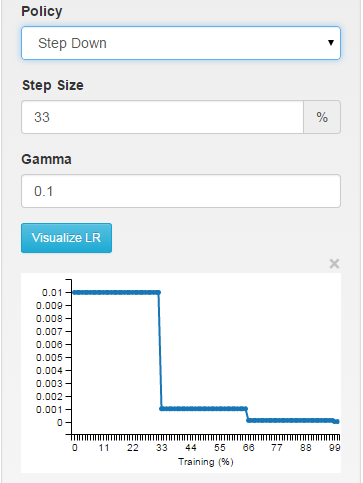 Policy
Step Down
Step Size
33 %
Gamma
0.1
Visualize LR
×
0.01
0.009
0.008
0.007
0.006
0.005
0.004
0.003
0.002
0.001
0
0 11 22 33 44 55 66 77 88 99
Training (%)